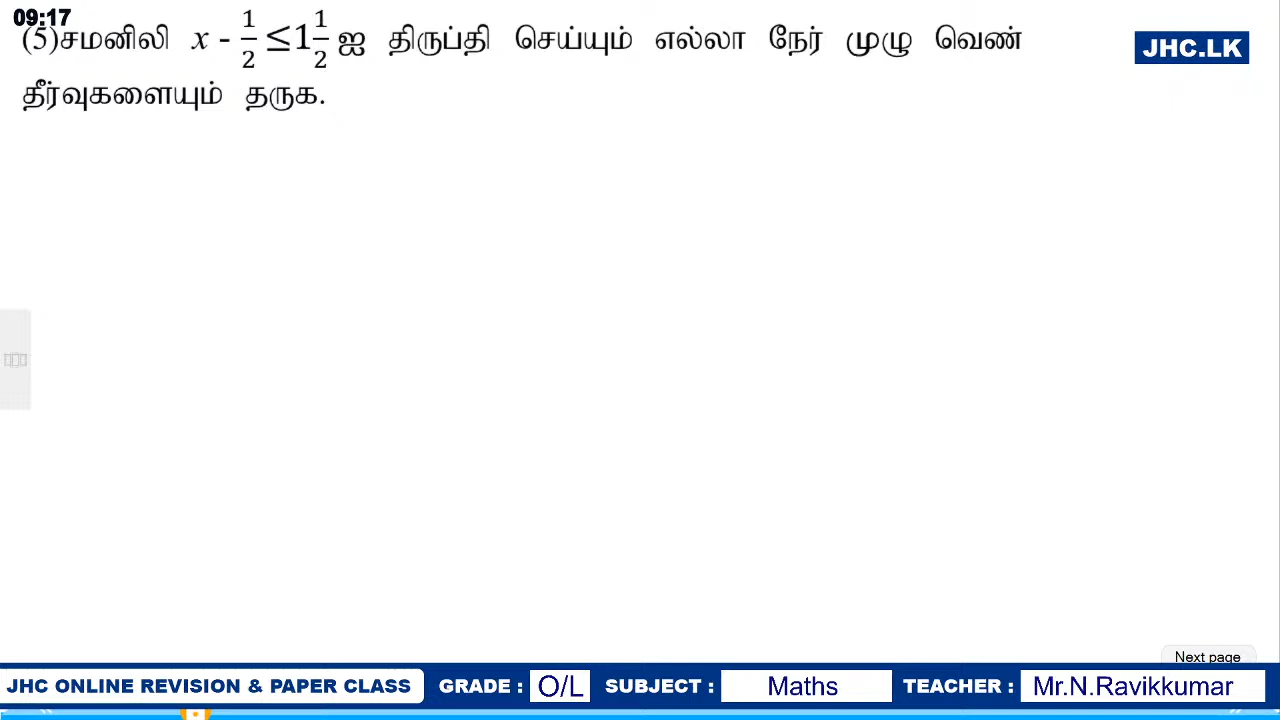 09:17
(5)சமனிலி x - 1/2 ≤1 1/2 ஐ திருப்தி செய்யும் எல்லா நேர் முழு வெண்
தீர்வுகளையும் தருக.
JHC.LK
Next page
JHC ONLINE REVISION & PAPER CLASS GRADE : O/L SUBJECT : Maths TEACHER : Mr.N.Ravikkumar